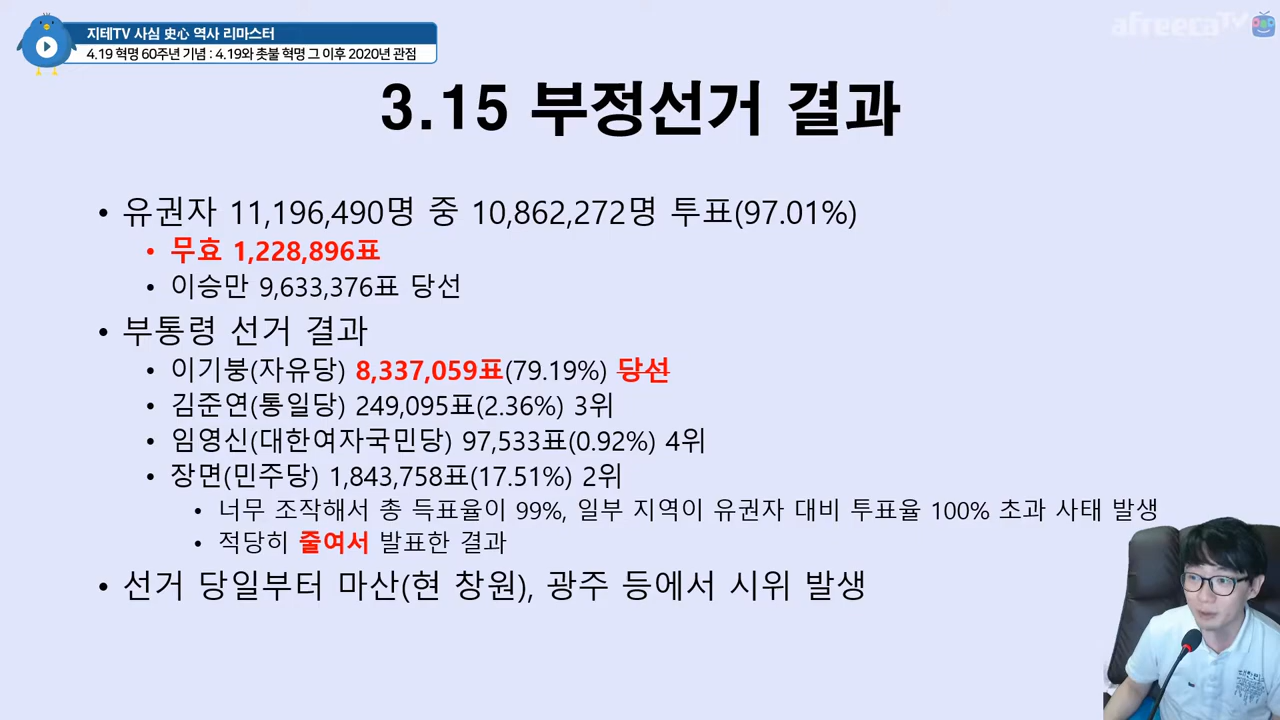 지테TV 사심 史心 역사 리마스터
4.19 혁명 60주년 기념 : 4.19와 촛불 혁명 그 이후 2020년 관점
afreecaTV
3.15 부정선거 결과
• 유권자 11,196,490명 중 10,862,272명 투표(97.01%)
• 무효 1,228,896표
• 이승만 9,633,376표 당선
• 부통령 선거 결과
• 이기붕(자유당) 8,337,059표(79.19%) 당선
• 김준연(통일당) 249,095표(2.36%) 3위
• 임영신(대한여자국민당) 97,533표(0.92%) 4위
• 장면(민주당) 1,843,758표(17.51%) 2위
• 너무 조작해서 총 득표율이 99%, 일부 지역이 유권자 대비 투표율 100% 초과 사태 발생
• 적당히 줄여서 발표한 결과
• 선거 당일부터 마산(현 창원), 광주 등에서 시위 발생